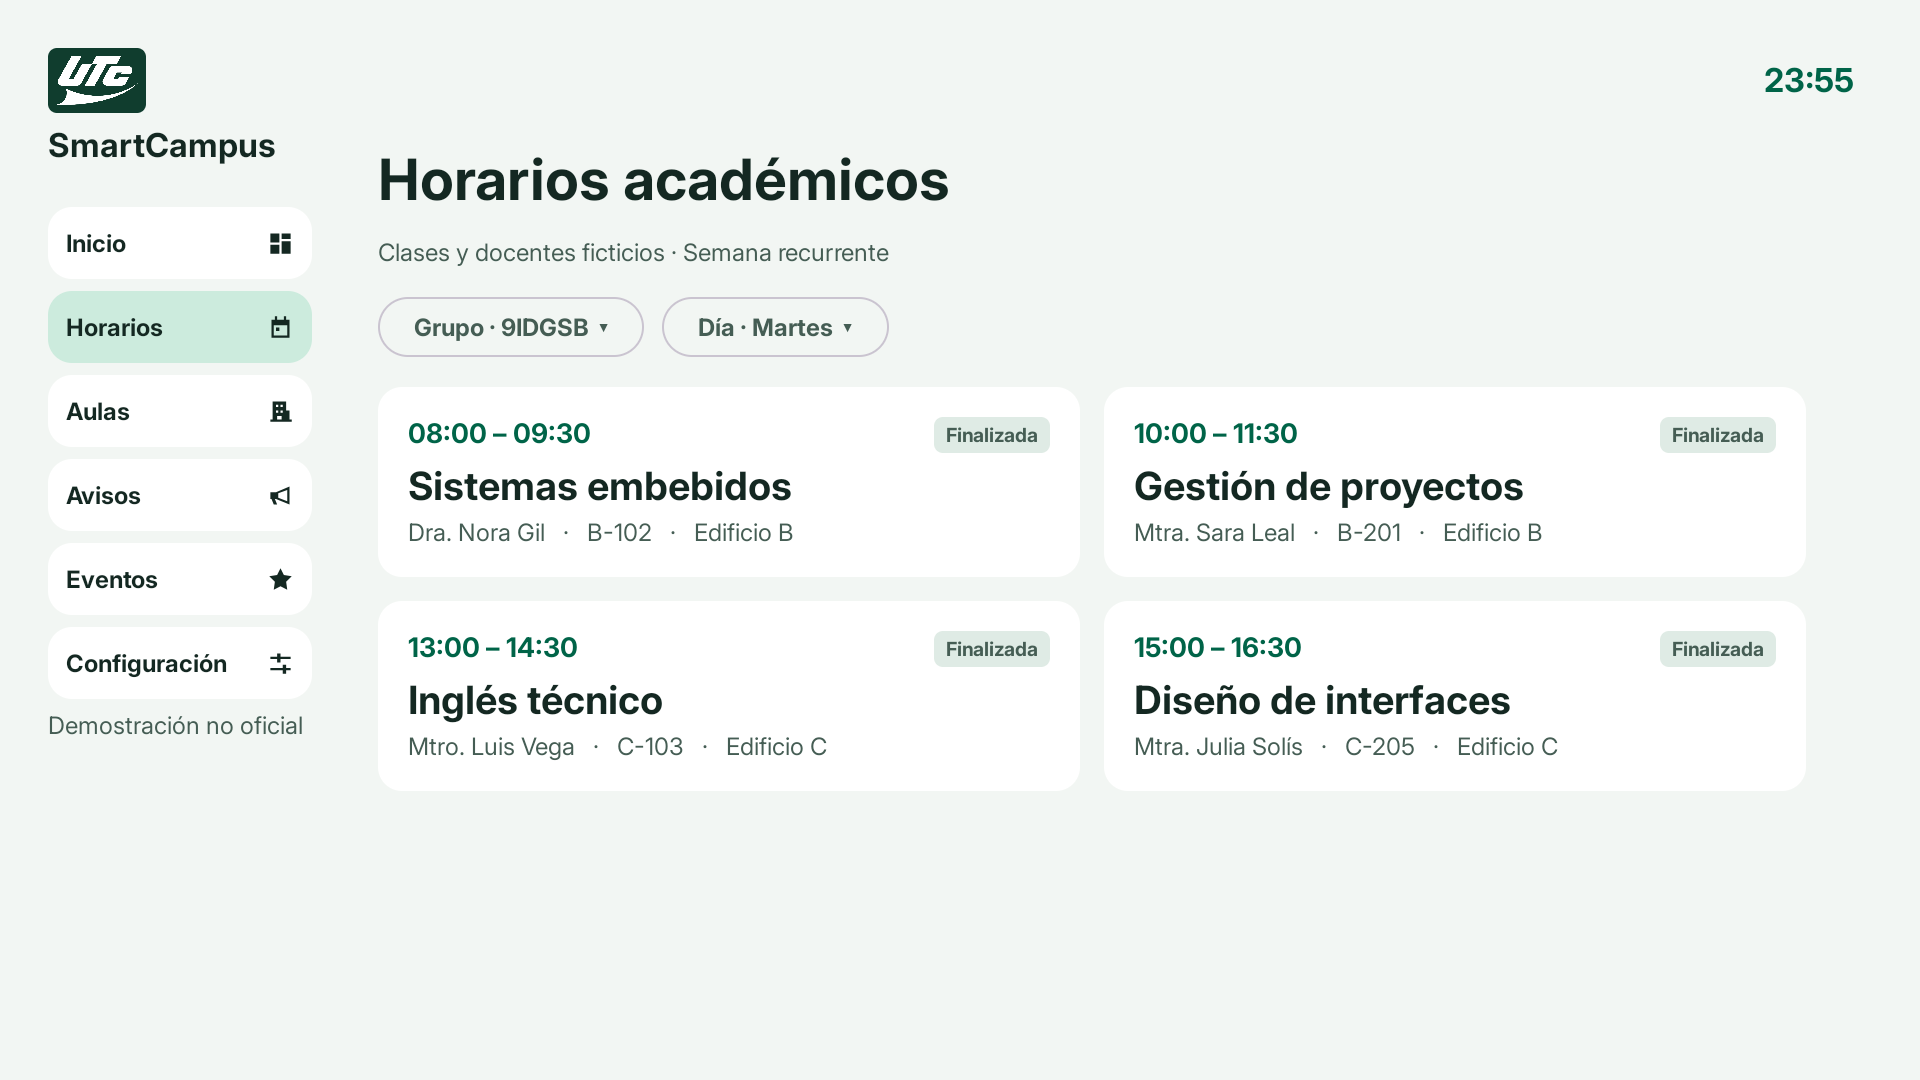 UTC
SmartCampus
23:55
Inicio
Horarios
Aulas
Avisos
Eventos
Configuración
Demostración no oficial
Horarios académicos
Clases y docentes ficticios · Semana recurrente
Grupo · 9IDGSB ▾
Día · Martes ▾
08:00 – 09:30
Finalizada
Sistemas embebidos
Dra. Nora Gil · B-102 · Edificio B
10:00 – 11:30
Finalizada
Gestión de proyectos
Mtra. Sara Leal · B-201 · Edificio B
13:00 – 14:30
Finalizada
Inglés técnico
Mtro. Luis Vega · C-103 · Edificio C
15:00 – 16:30
Finalizada
Diseño de interfaces
Mtra. Julia Solís · C-205 · Edificio C